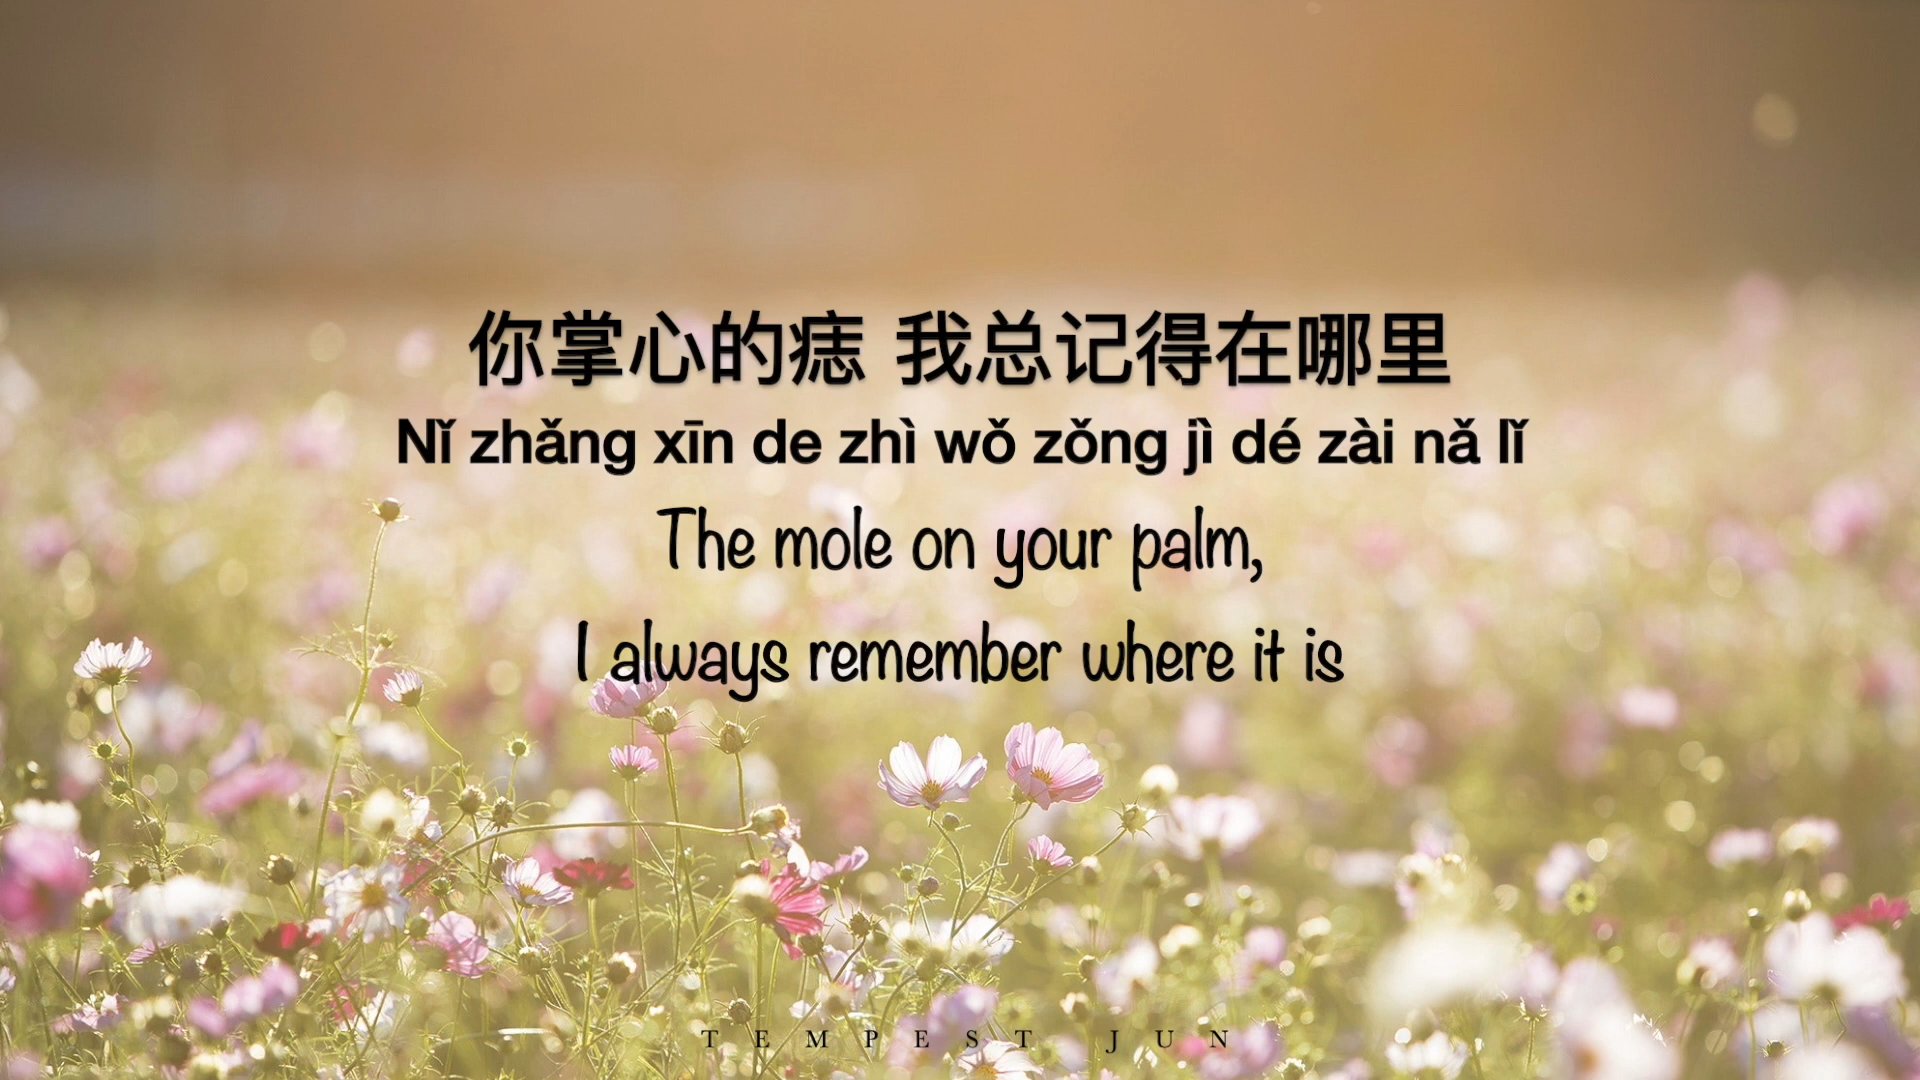 你掌心的痣 我总记得在哪里
Nǐ zhǎng xīn de zhì wǒ zǒng jì dé zài nǎ lǐ
The mole on your palm,
I always remember where it is
TEMPEST JUN